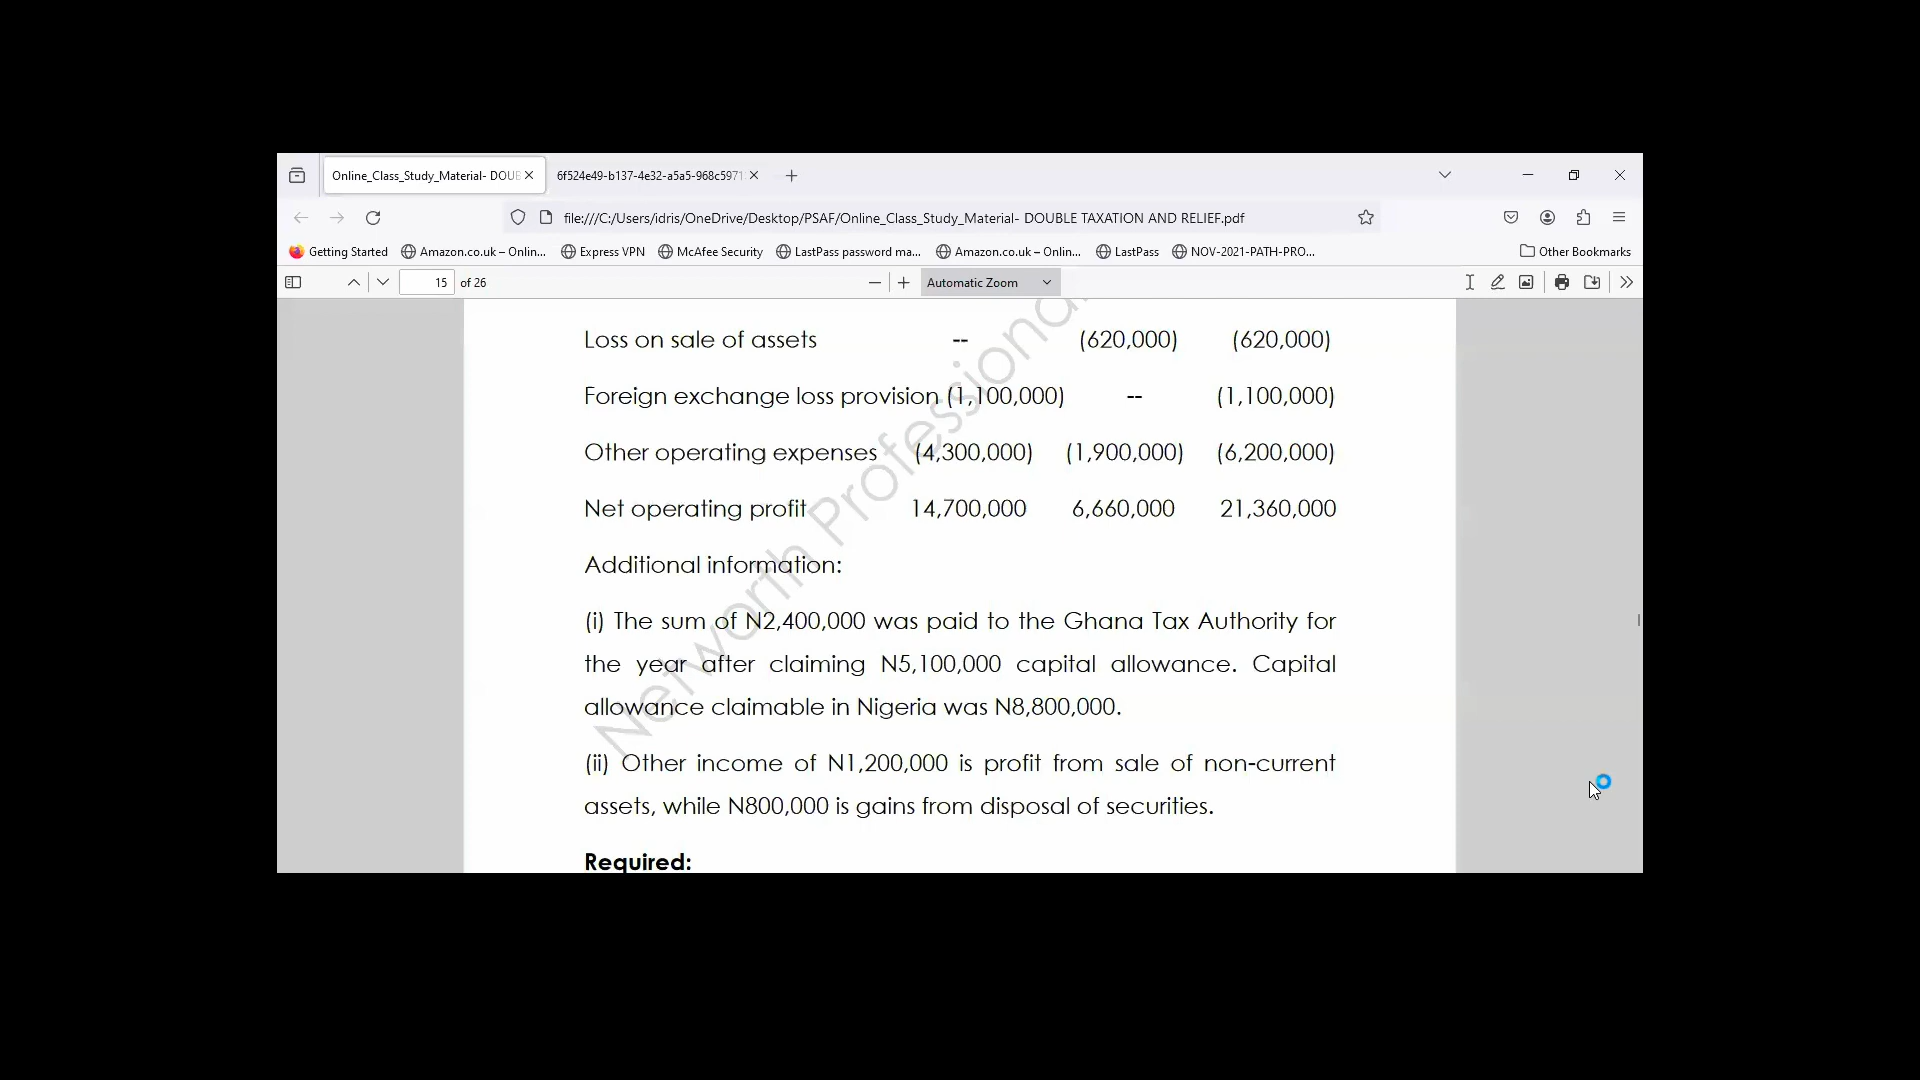 Online_Class_Study_Material- DOUB
6f524e49-b137-4e32-a5a5-968c5971
file:///C:/Users/idris/OneDrive/Desktop/PSAF/Online_Class_Study_Material- DOUBLE TAXATION AND RELIEF.pdf
Getting Started Amazon.co.uk – Onlin... Express VPN McAfee Security LastPass password ma... Amazon.co.uk – Onlin... LastPass NOV-2021-PATH-PRO... Other Bookmarks
15 of 26 Automatic Zoom
Loss on sale of assets -- (620,000) (620,000)
Foreign exchange loss provision (1,100,000) -- (1,100,000)
Other operating expenses (4,300,000) (1,900,000) (6,200,000)
Net operating profit 14,700,000 6,660,000 21,360,000
Additional information:
(i) The sum of N2,400,000 was paid to the Ghana Tax Authority for
the year after claiming N5,100,000 capital allowance. Capital
allowance claimable in Nigeria was N8,800,000.
(ii) Other income of N1,200,000 is profit from sale of non-current
assets, while N800,000 is gains from disposal of securities.
Required:
Networth Professional